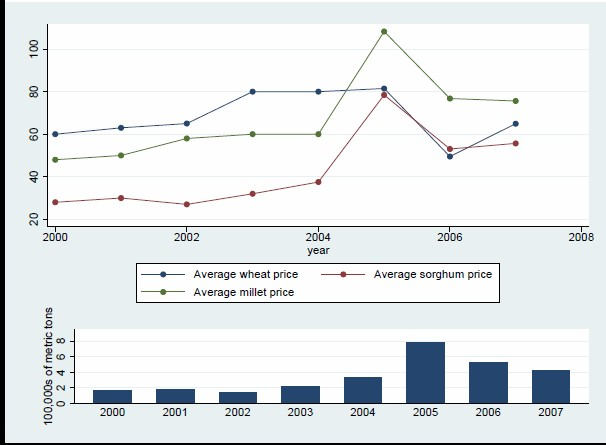 100
80
60
40
20
2000 2002 2004 2006 2008
year
Average wheat price Average sorghum price
Average millet price
100,000s of metric tons
8
6
4
2
0
2000 2001 2002 2003 2004 2005 2006 2007